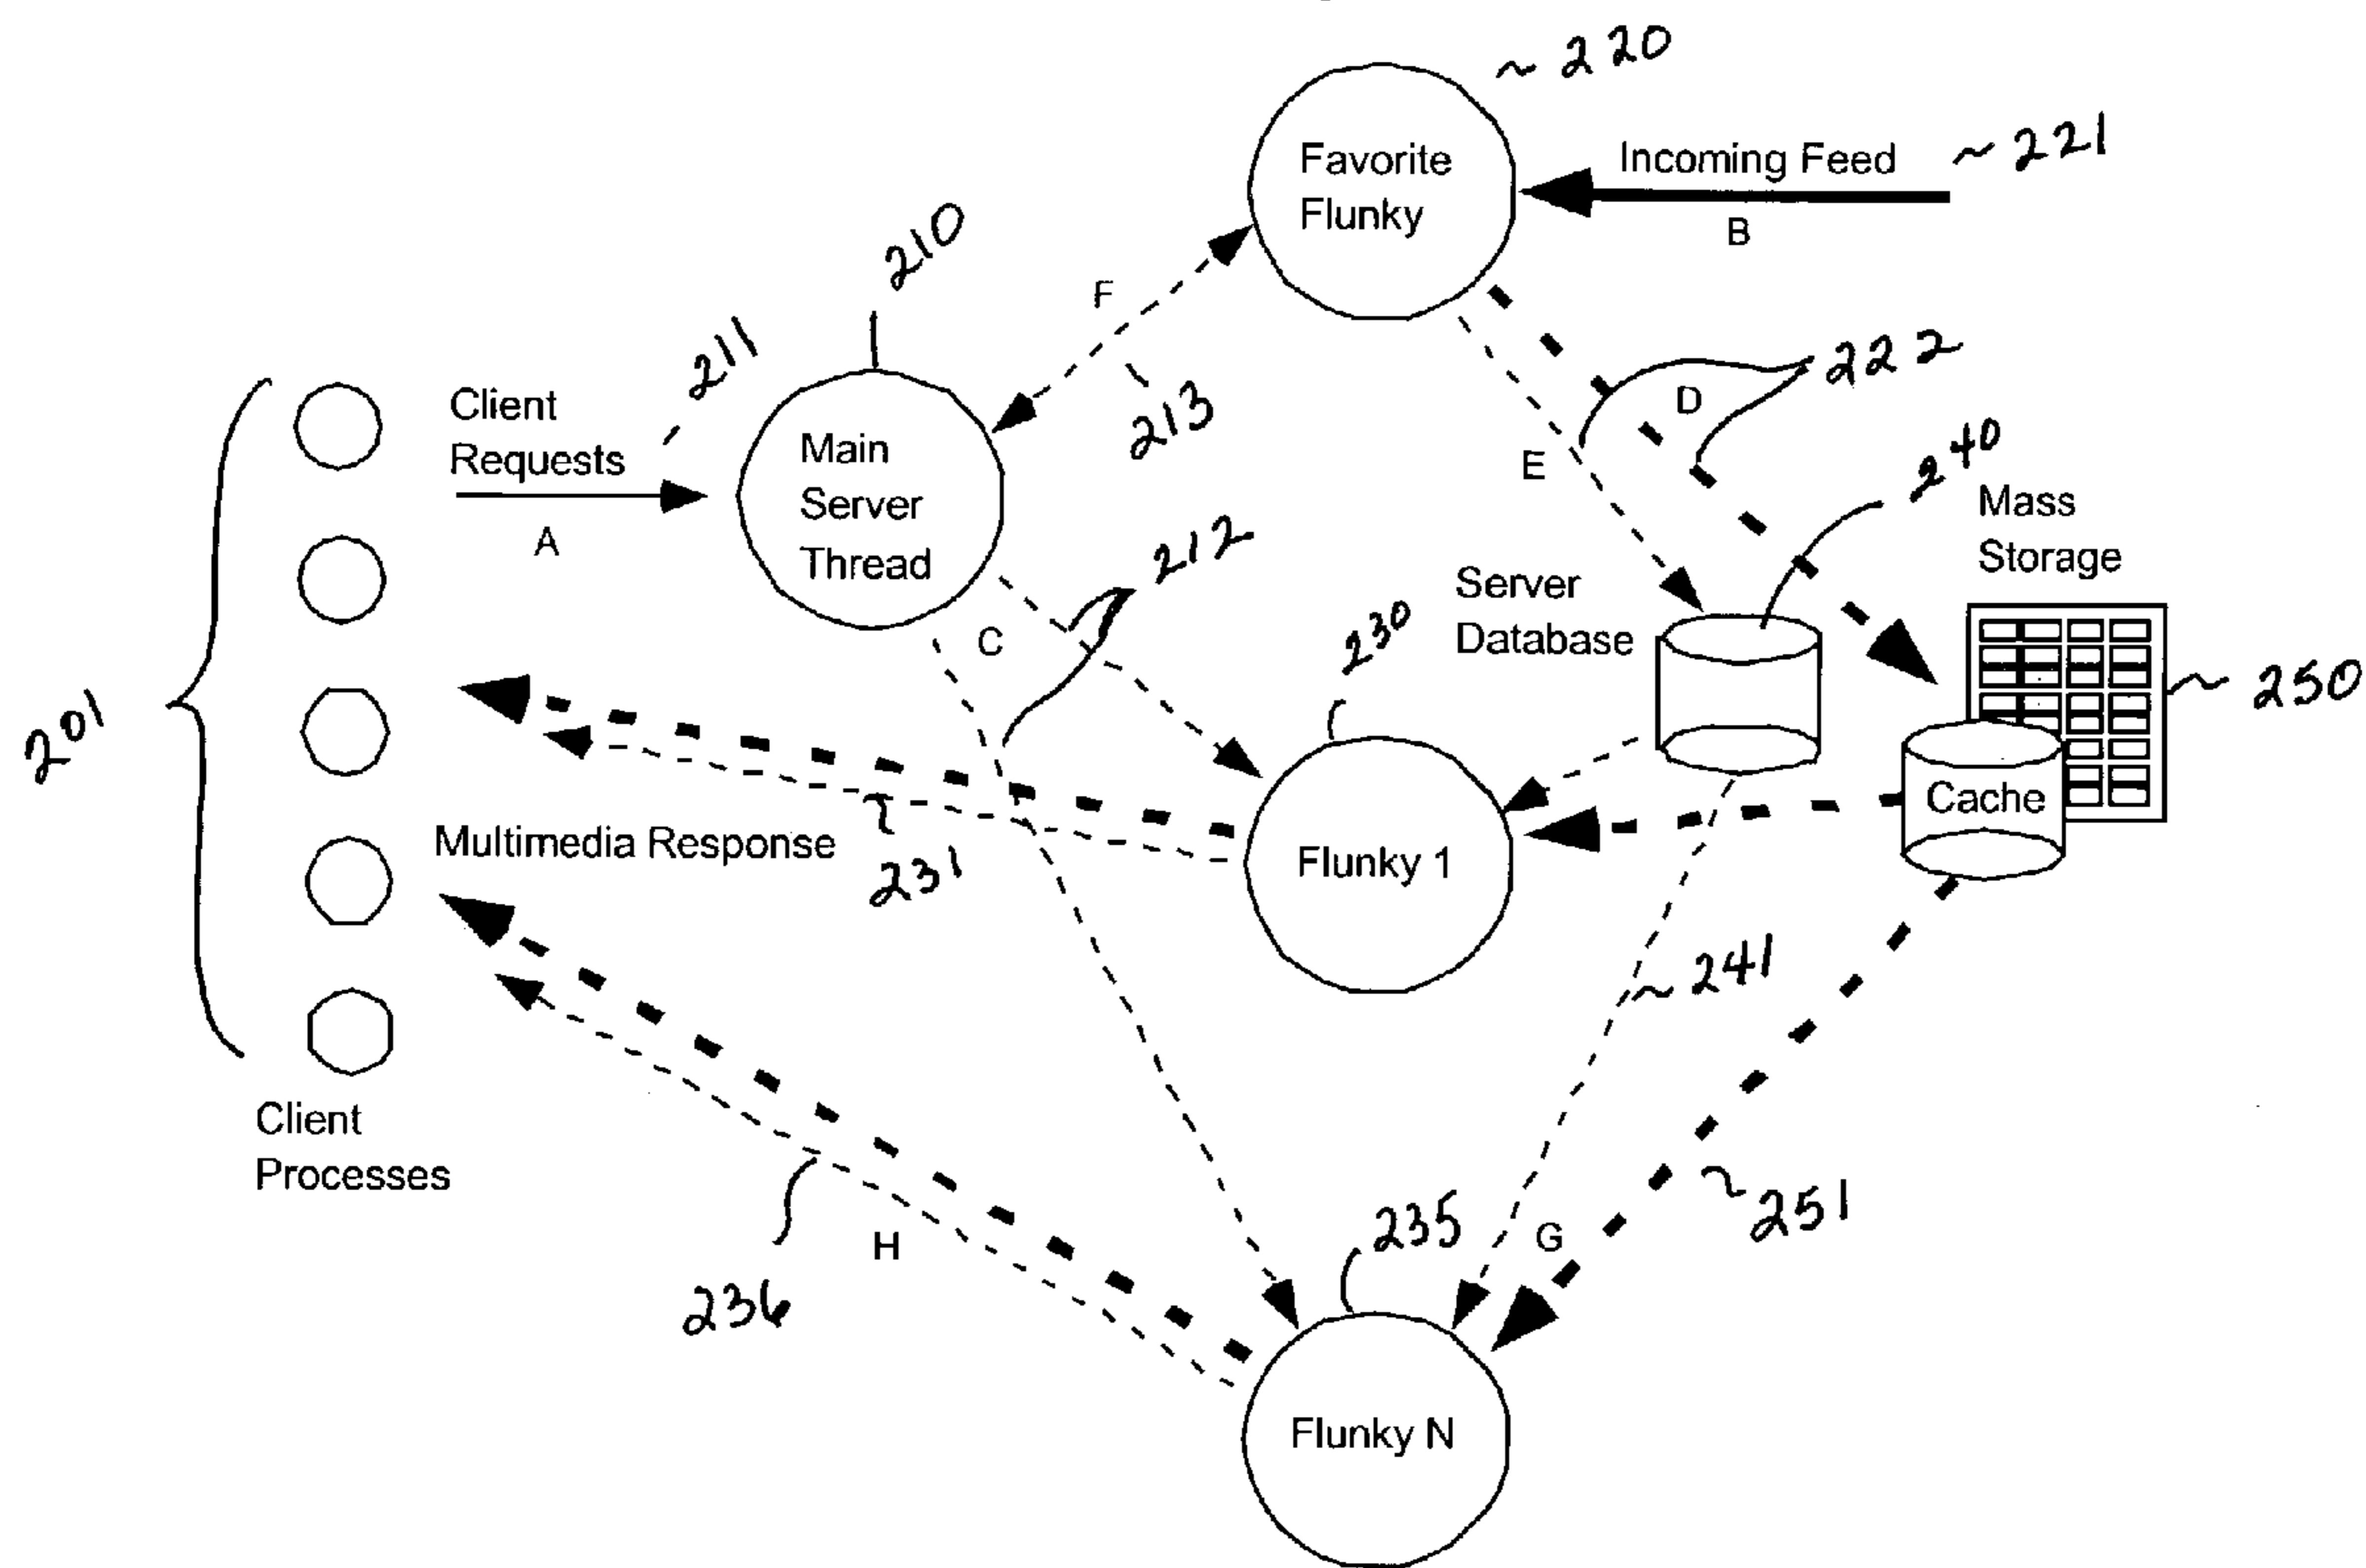 ~ 220
Favorite
Flunky
Incoming Feed
~ 221
B
210
F
211
213
222
D
E
240
Client
Requests
A
Main
Server
Thread
Mass
Storage
212
C
230
Server
Database
~ 250
201
Cache
Multimedia Response
231
Flunky 1
~ 241
Client
Processes
~ 251
235
G
H
236
Flunky N